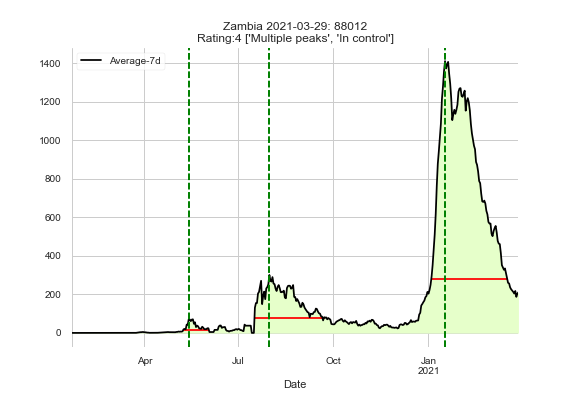 Zambia 2021-03-29: 88012
Rating:4 ['Multiple peaks', 'In control']
Average-7d
1400
1200
1000
800
600
400
200
0
Apr
Jul
Oct
Jan
2021
Date